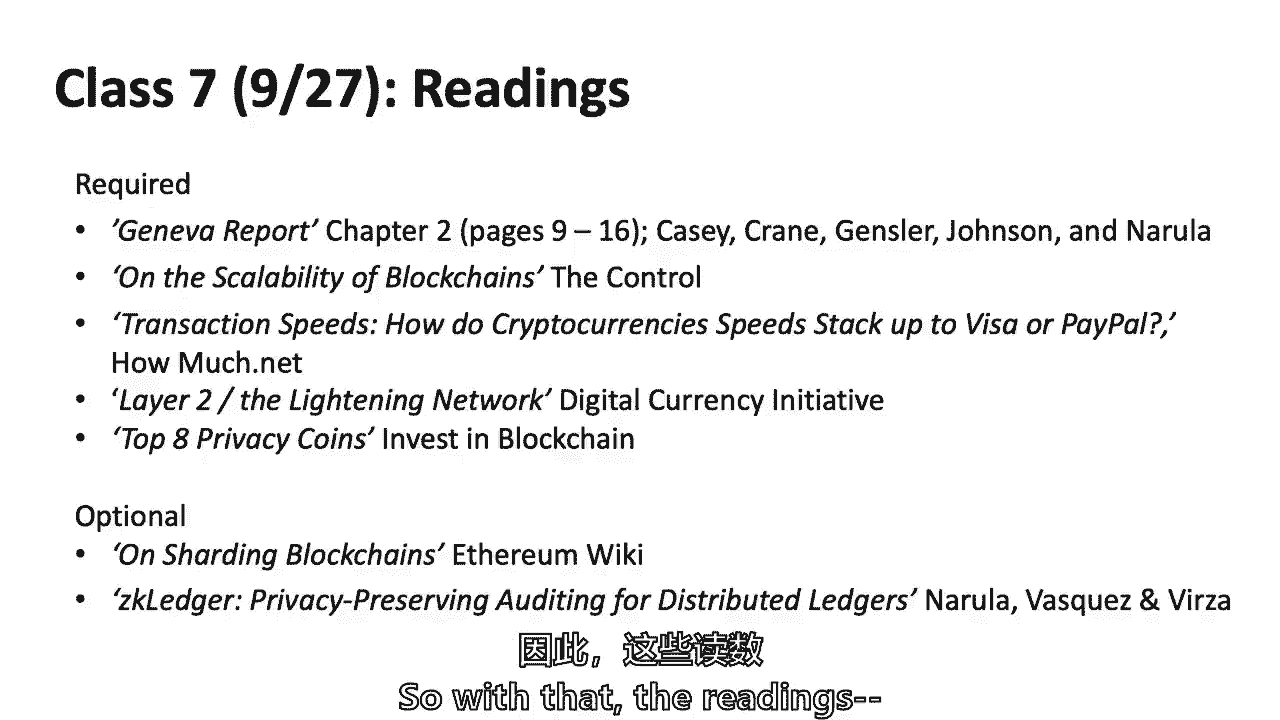 Class 7 (9/27): Readings
Required
• ’Geneva Report’ Chapter 2 (pages 9 – 16); Casey, Crane, Gensler, Johnson, and Narula
• ‘On the Scalability of Blockchains’ The Control
• ‘Transaction Speeds: How do Cryptocurrencies Speeds Stack up to Visa or PayPal?,’
How Much.net
• ‘Layer 2 / the Lightening Network’ Digital Currency Initiative
• ‘Top 8 Privacy Coins’ Invest in Blockchain
Optional
• ‘On Sharding Blockchains’ Ethereum Wiki
• ‘zkLedger: Privacy-Preserving Auditing for Distributed Ledgers’ Narula, Vasquez & Virza
因此，这些读数
So with that, the readings--